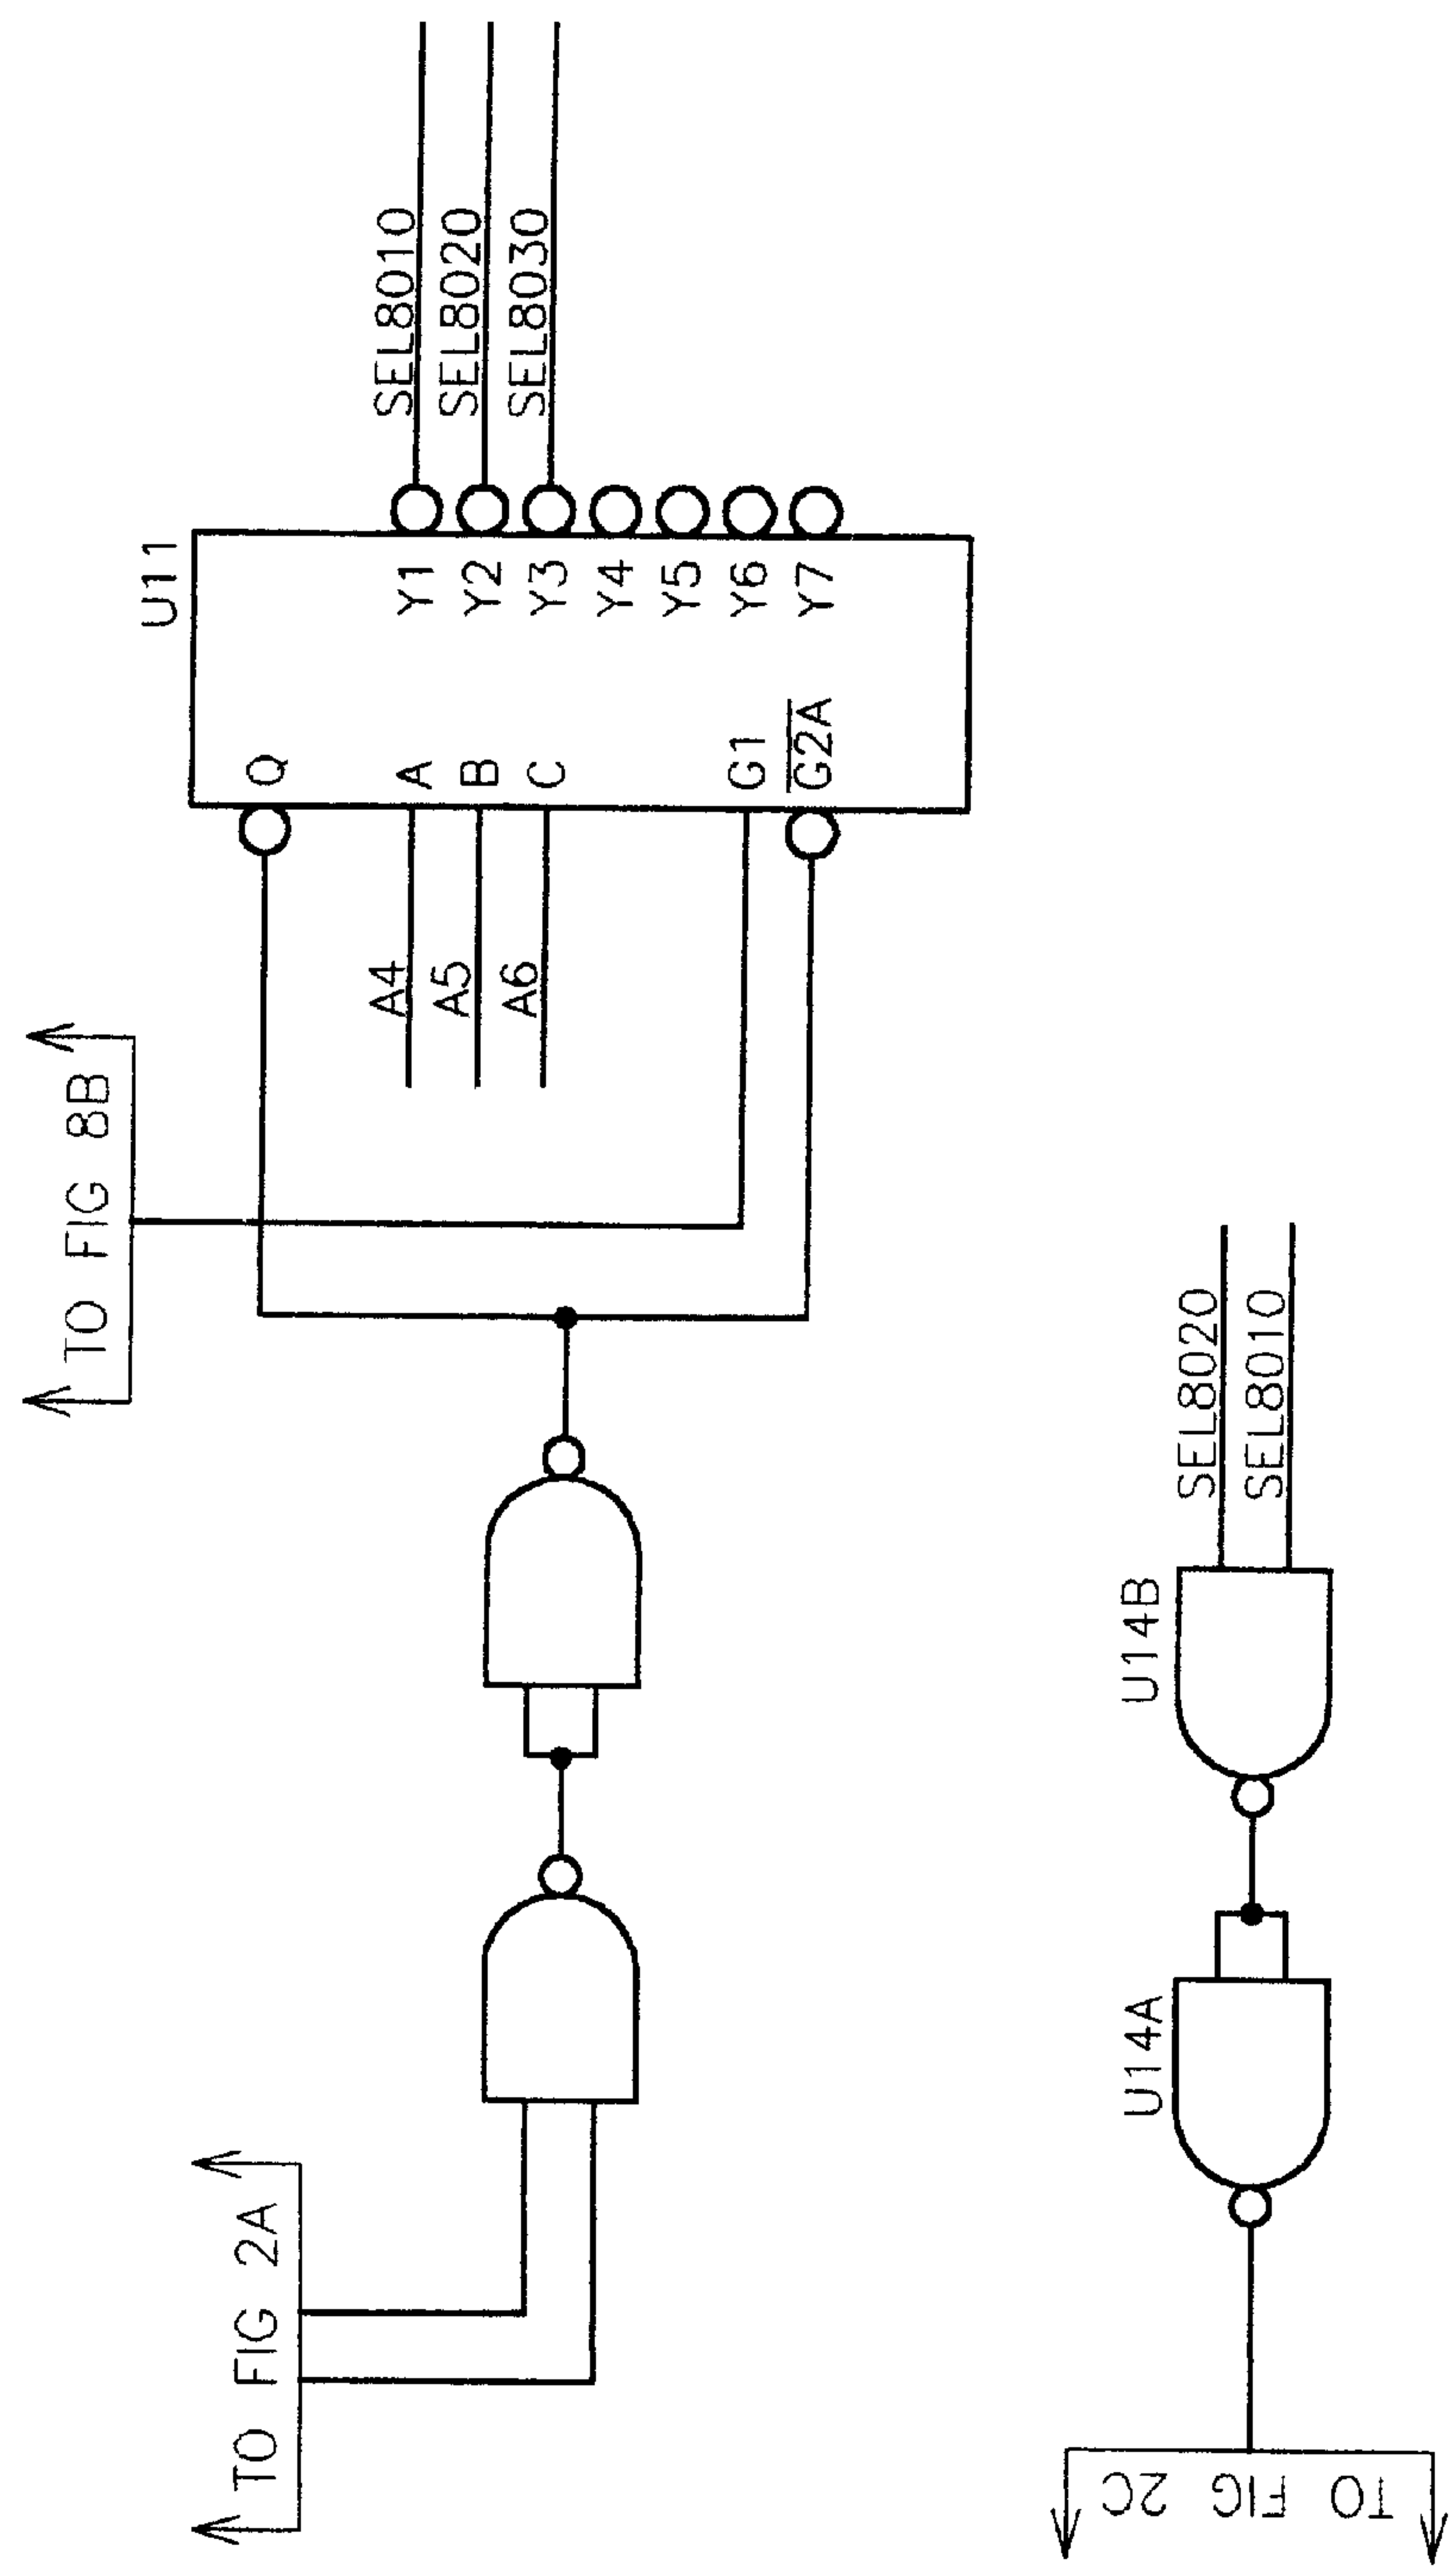 TO FIG 2A
TO FIG 8B
U11
Q
A4
A
A5
B
A6
C
G1
G2A
Y1
Y2
Y3
Y4
Y5
Y6
Y7
SEL8010
SEL8020
SEL8030
TO FIG 2C
U14A
U14B
SEL8020
SEL8010